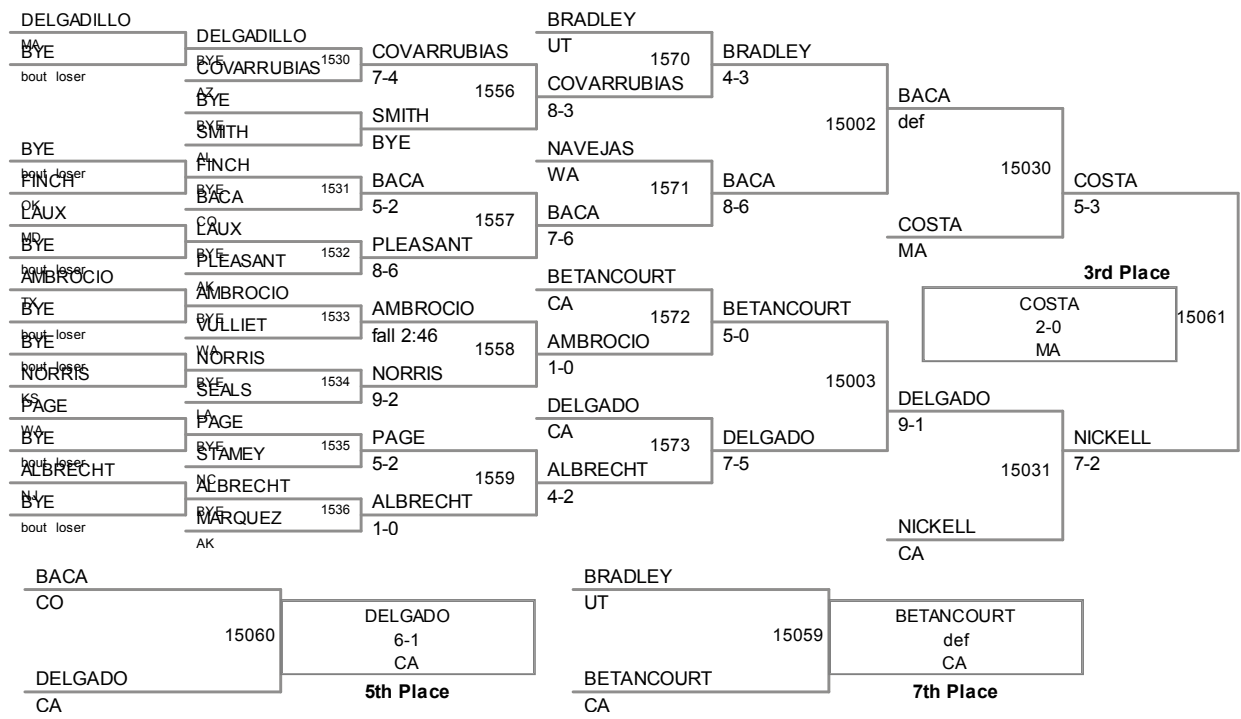 DELGADILLO
MA
BYE
bout loser
BYE
bout loser
FINCH
OK
LAUX
MD
BYE
bout loser
AMBROCIO
TX
BYE
bout loser
BYE
bout loser
NORRIS
KS
PAGE
WA
BYE
bout loser
ALBRECHT
NJ
BYE
bout loser
DELGADILLO
BYE
1530
COVARRUBIAS
AZ
BYE
BYE
SMITH
AL
FINCH
BYE
1531
BACA
CO
LAUX
BYE
1532
PLEASANT
AK
AMBROCIO
BYE
1533
VULLIET
WA
NORRIS
BYE
1534
SEALS
LA
PAGE
BYE
1535
STAMEY
NC
ALBRECHT
BYE
1536
MARQUEZ
AK
COVARRUBIAS
7-4
1556
SMITH
BYE
BACA
5-2
1557
PLEASANT
8-6
AMBROCIO
fall 2:46
1558
NORRIS
9-2
PAGE
5-2
1559
ALBRECHT
1-0
BRADLEY
UT
1570
COVARRUBIAS
8-3
NAVEJAS
WA
1571
BACA
7-6
BETANCOURT
CA
1572
AMBROCIO
1-0
DELGADO
CA
1573
ALBRECHT
4-2
BRADLEY
4-3
15002
BACA
8-6
BETANCOURT
5-0
15003
DELGADO
7-5
BACA
def
15030
COSTA
MA
DELGADO
9-1
15031
NICKELL
CA
COSTA
5-3
3rd Place
COSTA
2-0
MA
15061
NICKELL
7-2
BACA
CO
15060
DELGADO
CA
DELGADO
6-1
CA
5th Place
BRADLEY
UT
15059
BETANCOURT
CA
BETANCOURT
def
CA
7th Place